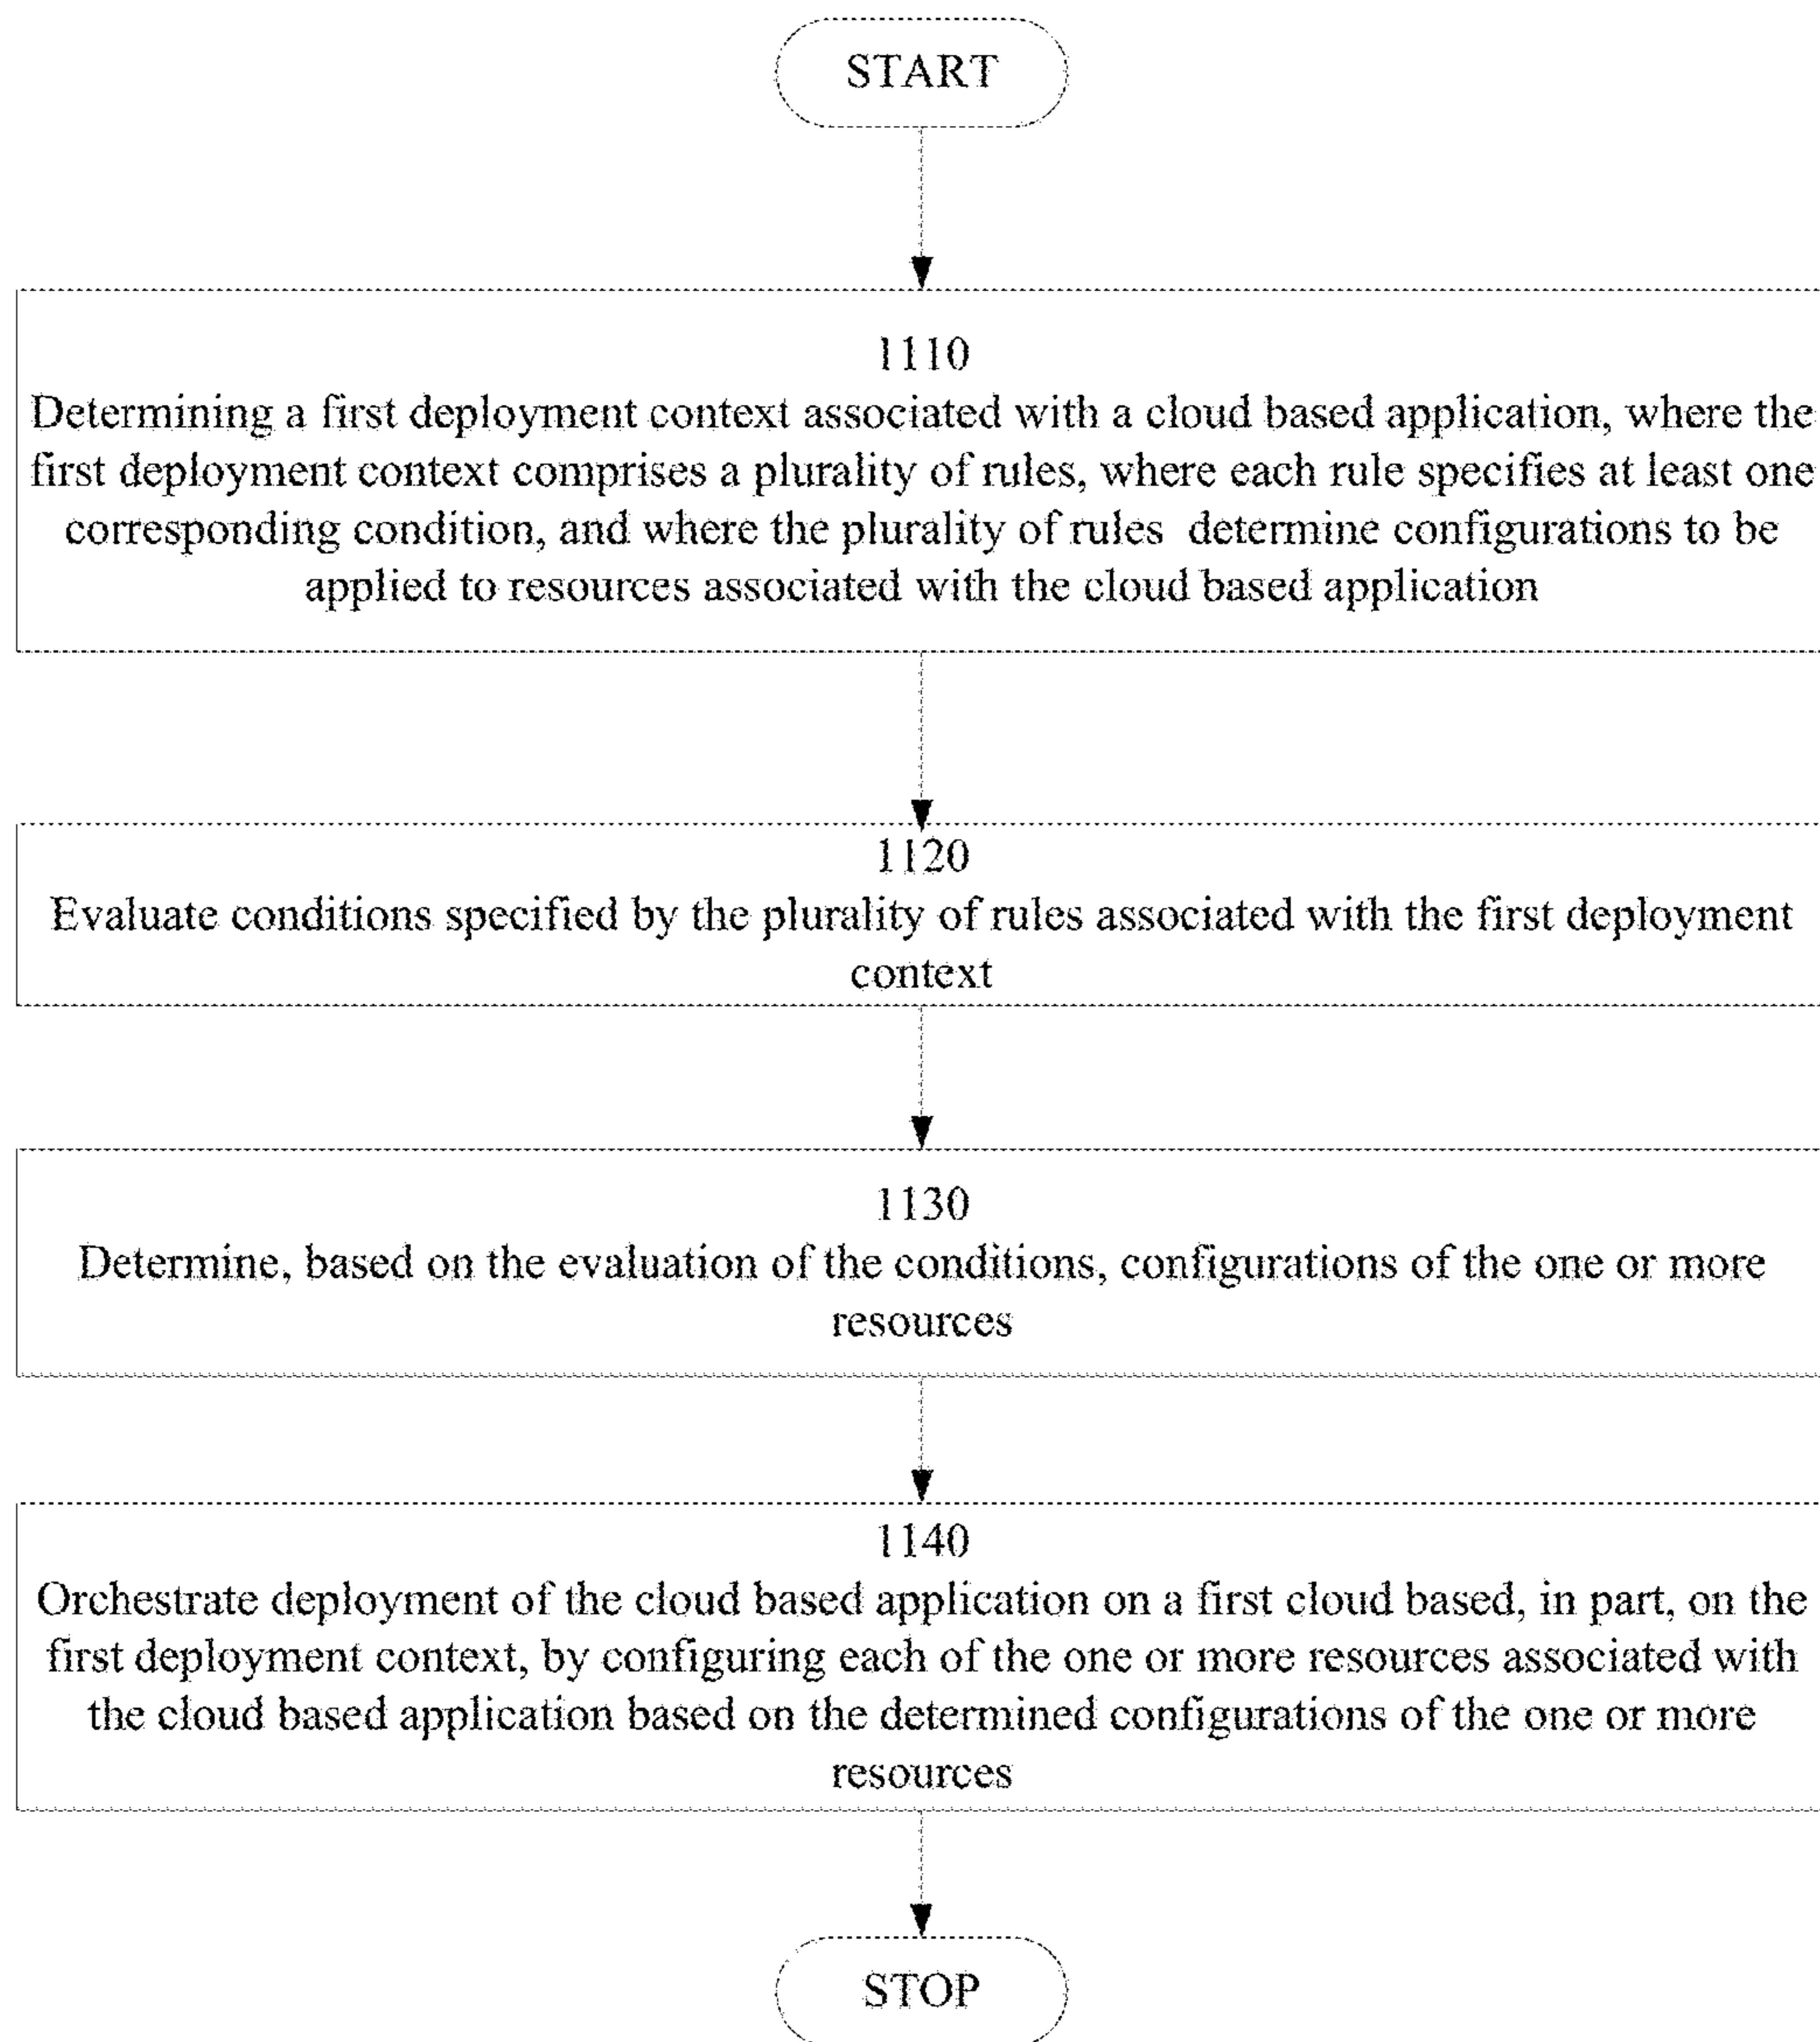 START
1110
Determining a first deployment context associated with a cloud based application, where the
first deployment context comprises a plurality of rules, where each rule specifies at least one
corresponding condition, and where the plurality of rules determine configurations to be
applied to resources associated with the cloud based application
1120
Evaluate conditions specified by the plurality of rules associated with the first deployment
context
1130
Determine, based on the evaluation of the conditions, configurations of the one or more
resources
1140
Orchestrate deployment of the cloud based application on a first cloud based, in part, on the
first deployment context, by configuring each of the one or more resources associated with
the cloud based application based on the determined configurations of the one or more
resources
STOP